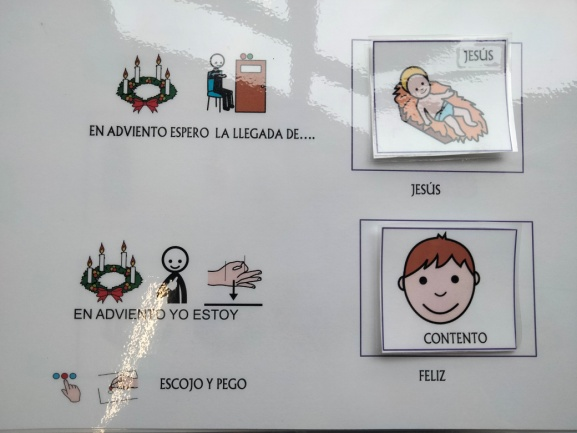 JESÚS
EN ADVIENTO ESPERO LA LLEGADA DE....
JESÚS
EN ADVIENTO YO ESTOY
CONTENTO
FELIZ
ESCOJO Y PEGO